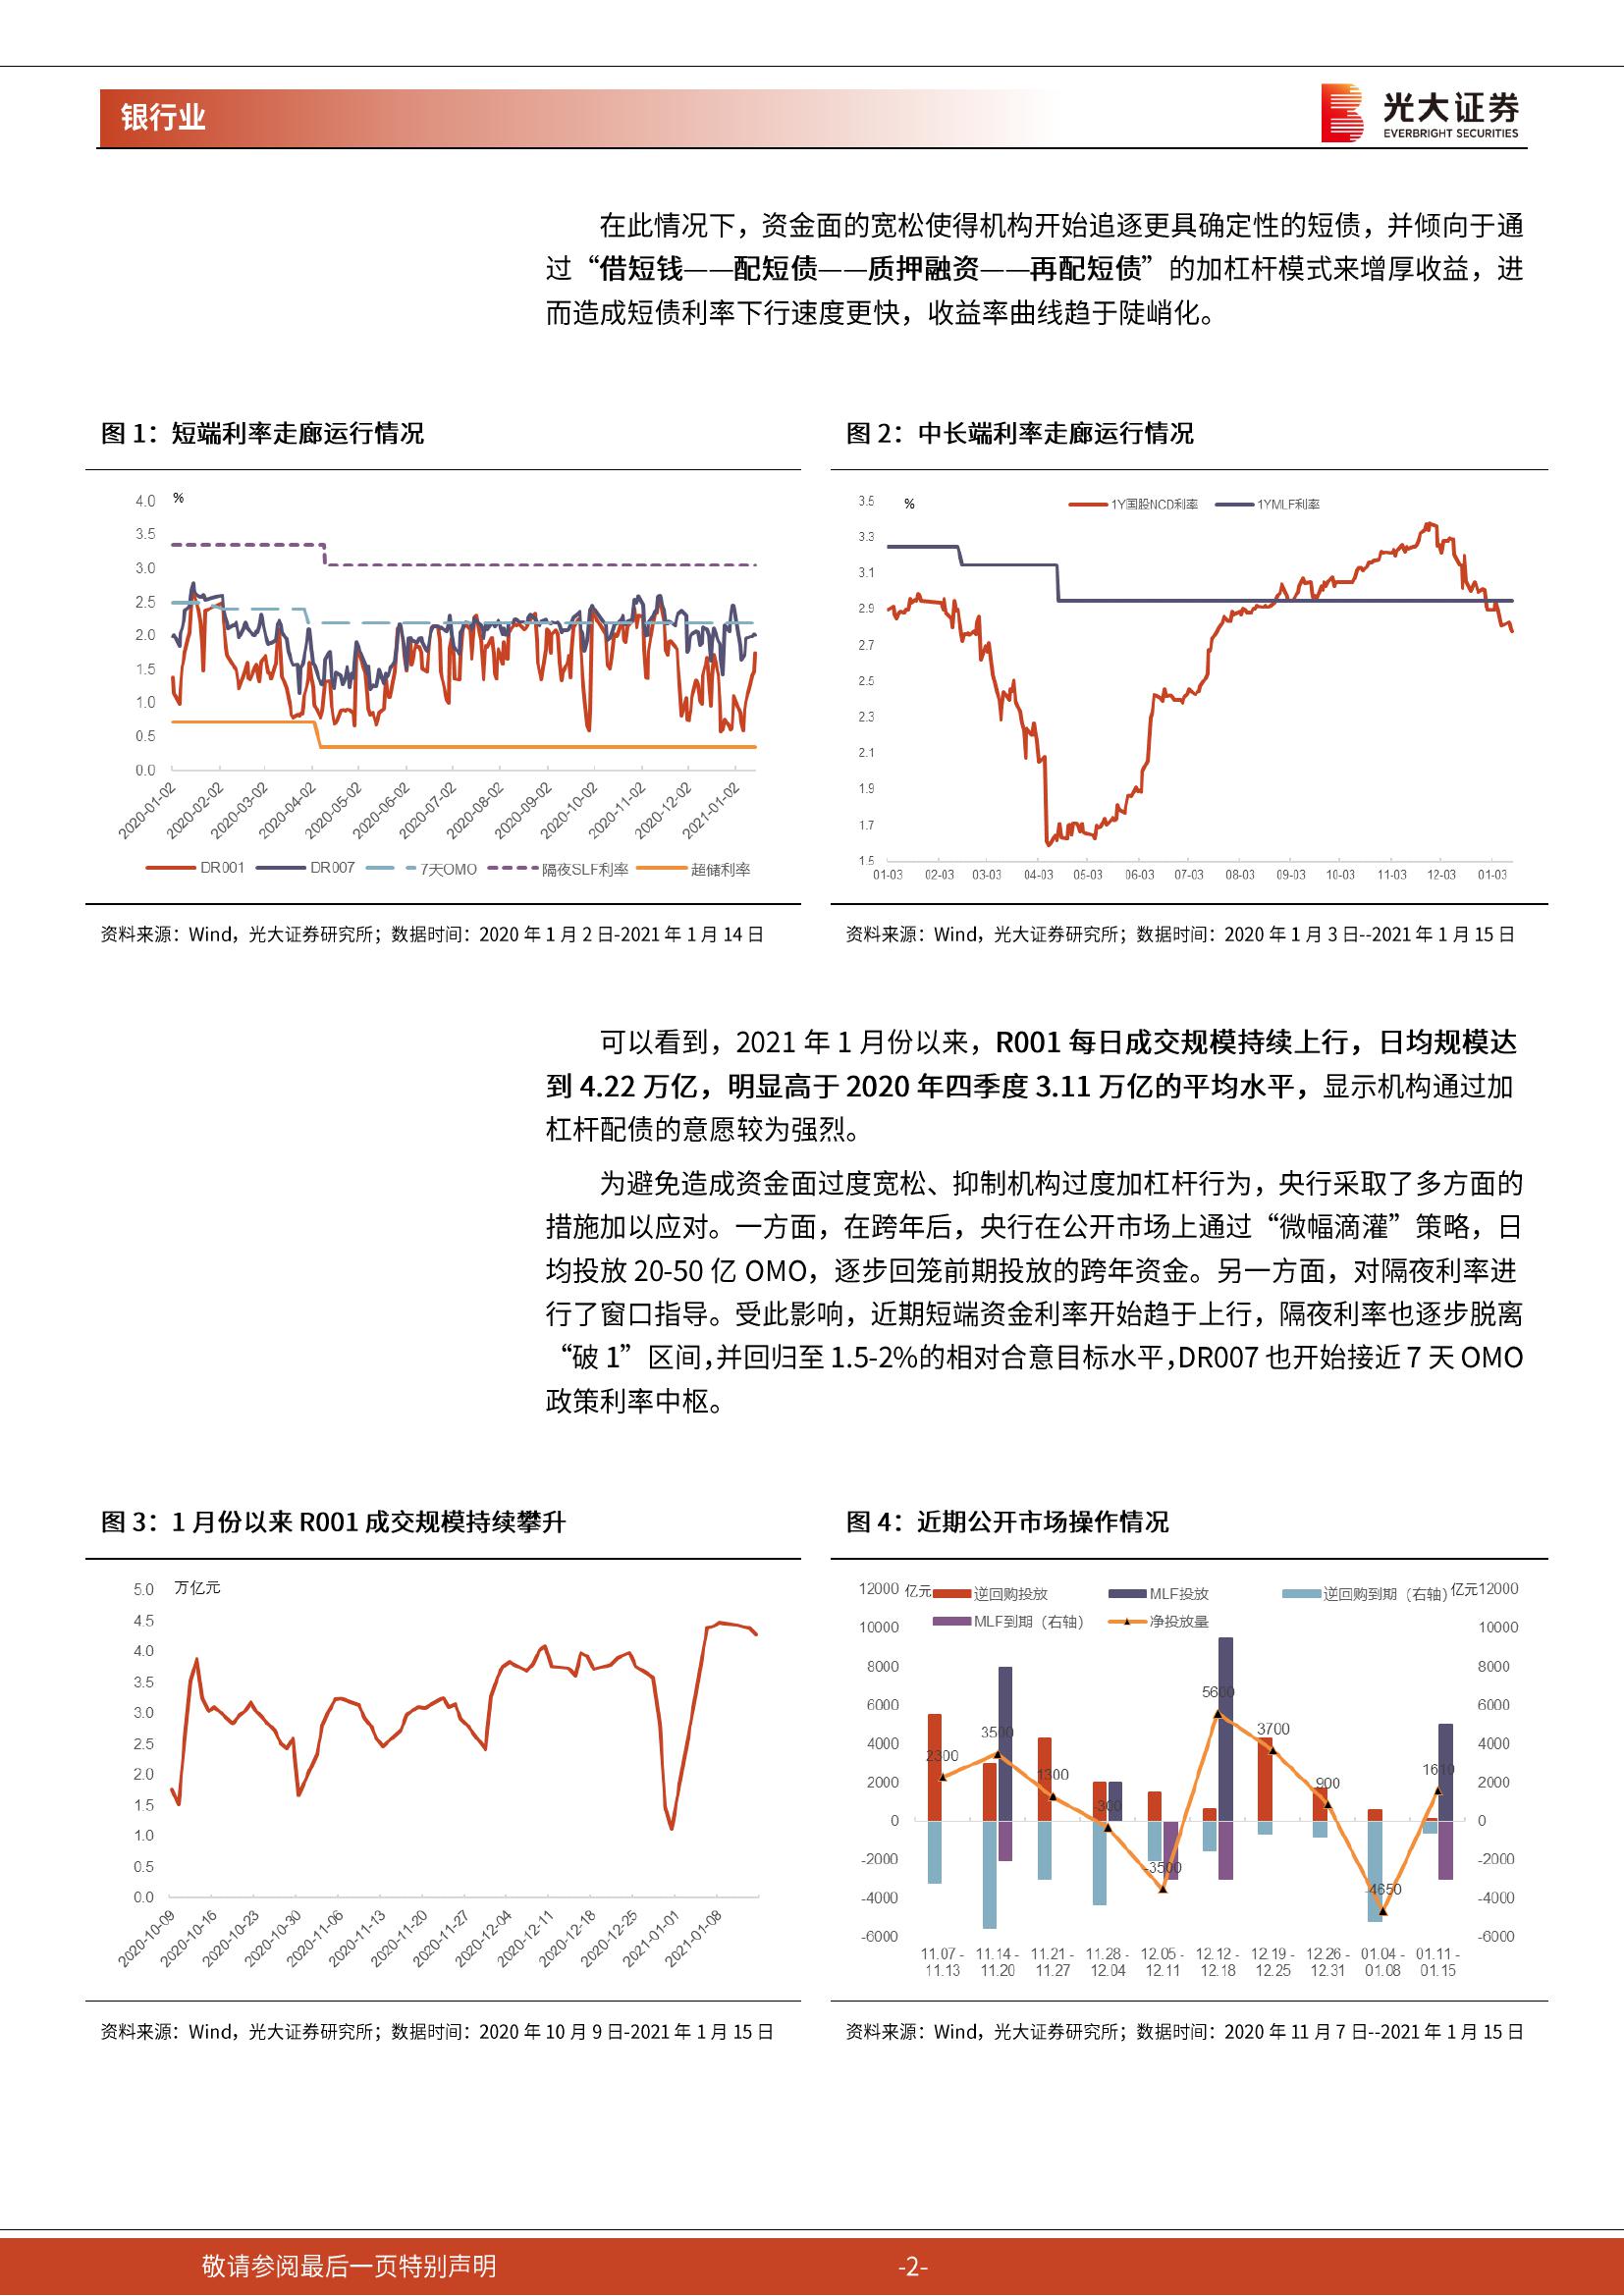 银行业
光大证券
EVERBRIGHT SECURITIES
在此情况下，资金面的宽松使得机构开始追逐更具确定性的短债，并倾向于通
过“借短钱——配短债——质押融资——再配短债”的加杠杆模式来增厚收益，进
而造成短债利率下行速度更快，收益率曲线趋于陡峭化。
图 1：短端利率走廊运行情况
%
4.0
3.5
3.0
2.5
2.0
1.5
1.0
0.5
0.0
2020-01-02
2020-02-02
2020-03-02
2020-04-02
2020-05-02
2020-06-02
2020-07-02
2020-08-02
2020-09-02
2020-10-02
2020-11-02
2020-12-02
2021-01-02
DR001 DR007 7天OMO 隔夜SLF利率 超储利率
资料来源：Wind，光大证券研究所；数据时间：2020 年 1 月 2 日-2021 年 1 月 14 日
图 2：中长端利率走廊运行情况
% 1Y国股NCD利率 1YMLF利率
3.5
3.3
3.1
2.9
2.7
2.5
2.3
2.1
1.9
1.7
1.5
01-03 02-03 03-03 04-03 05-03 06-03 07-03 08-03 09-03 10-03 11-03 12-03 01-03
资料来源：Wind，光大证券研究所；数据时间：2020 年 1 月 3 日--2021 年 1 月 15 日
可以看到，2021 年 1 月份以来，R001 每日成交规模持续上行，日均规模达
到 4.22 万亿，明显高于 2020 年四季度 3.11 万亿的平均水平，显示机构通过加
杠杆配债的意愿较为强烈。
为避免造成资金面过度宽松、抑制机构过度加杠杆行为，央行采取了多方面的
措施加以应对。一方面，在跨年后，央行在公开市场上通过“微幅滴灌”策略，日
均投放 20-50 亿 OMO，逐步回笼前期投放的跨年资金。另一方面，对隔夜利率进
行了窗口指导。受此影响，近期短端资金利率开始趋于上行，隔夜利率也逐步脱离
“破 1”区间，并回归至 1.5-2%的相对合意目标水平，DR007 也开始接近 7 天 OMO
政策利率中枢。
图 3：1 月份以来 R001 成交规模持续攀升
万亿元
5.0
4.5
4.0
3.5
3.0
2.5
2.0
1.5
1.0
0.5
0.0
2020-10-09
2020-10-16
2020-10-23
2020-10-30
2020-11-06
2020-11-13
2020-11-20
2020-11-27
2020-12-04
2020-12-11
2020-12-18
2020-12-25
2021-01-01
2021-01-08
资料来源：Wind，光大证券研究所；数据时间：2020 年 10 月 9 日-2021 年 1 月 15 日
图 4：近期公开市场操作情况
亿元 逆回购投放 MLF投放 逆回购到期（右轴） 亿元
MLF到期（右轴） 净投放量
12000 12000
10000 10000
8000 8000
6000 6000
4000 4000
2000 2000
0 0
-2000 -2000
-4000 -4000
-6000 -6000
2300
3500
1300
-300
-3500
5600
3700
900
-4650
1610
11.07 - 11.14 - 11.21 - 11.28 - 12.05 - 12.12 - 12.19 - 12.26 - 01.04 - 01.11 -
11.13 11.20 11.27 12.04 12.11 12.18 12.25 12.31 01.08 01.15
资料来源：Wind，光大证券研究所；数据时间：2020 年 11 月 7 日--2021 年 1 月 15 日
敬请参阅最后一页特别声明
-2-